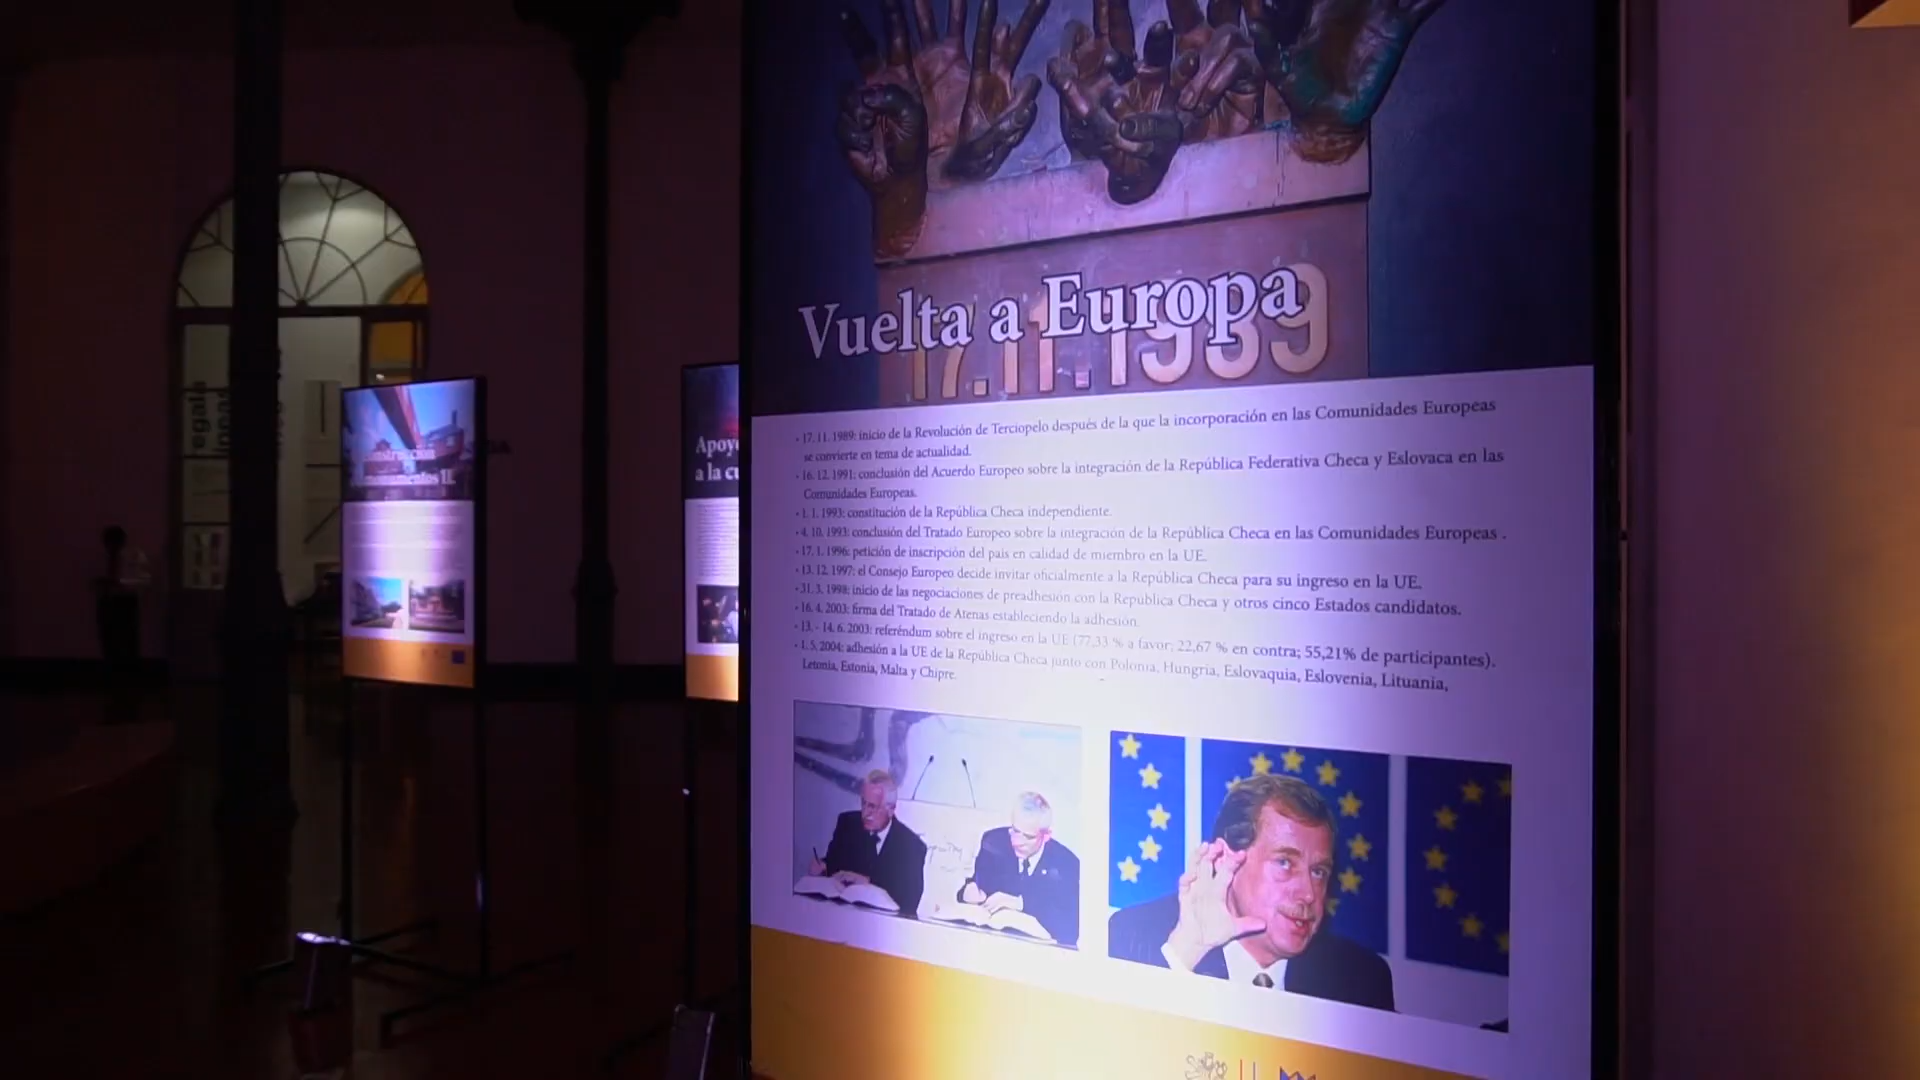 Vuelta a Europa
17.11.1989
• 17. 11. 1989: inicio de la Revolución de Terciopelo después de la que la incorporación en las Comunidades Europeas
se convierte en tema de actualidad.
• 16. 12. 1991: conclusión del Acuerdo Europeo sobre la integración de la República Federativa Checa y Eslovaca en las
Comunidades Europeas.
• 1. 1. 1993: constitución de la República Checa independiente.
• 4. 10. 1993: conclusión del Tratado Europeo sobre la integración de la República Checa en las Comunidades Europeas .
• 17. 1. 1996: petición de inscripción del país en calidad de miembro en la UE.
• 13. 12. 1997: el Consejo Europeo decide invitar oficialmente a la República Checa para su ingreso en la UE.
• 31. 3. 1998: inicio de las negociaciones de preadhesión con la República Checa y otros cinco Estados candidatos.
• 16. 4. 2003: firma del Tratado de Atenas estableciendo la adhesión.
• 13. - 14. 6. 2003: referéndum sobre el ingreso en la UE (77,33 % a favor; 22,67 % en contra; 55,21% de participantes).
• 1. 5. 2004: adhesión a la UE de la República Checa junto con Polonia, Hungría, Eslovaquia, Eslovenia, Lituania,
Letonia, Estonia, Malta y Chipre.
Apoy
a la cu
monumentos II.